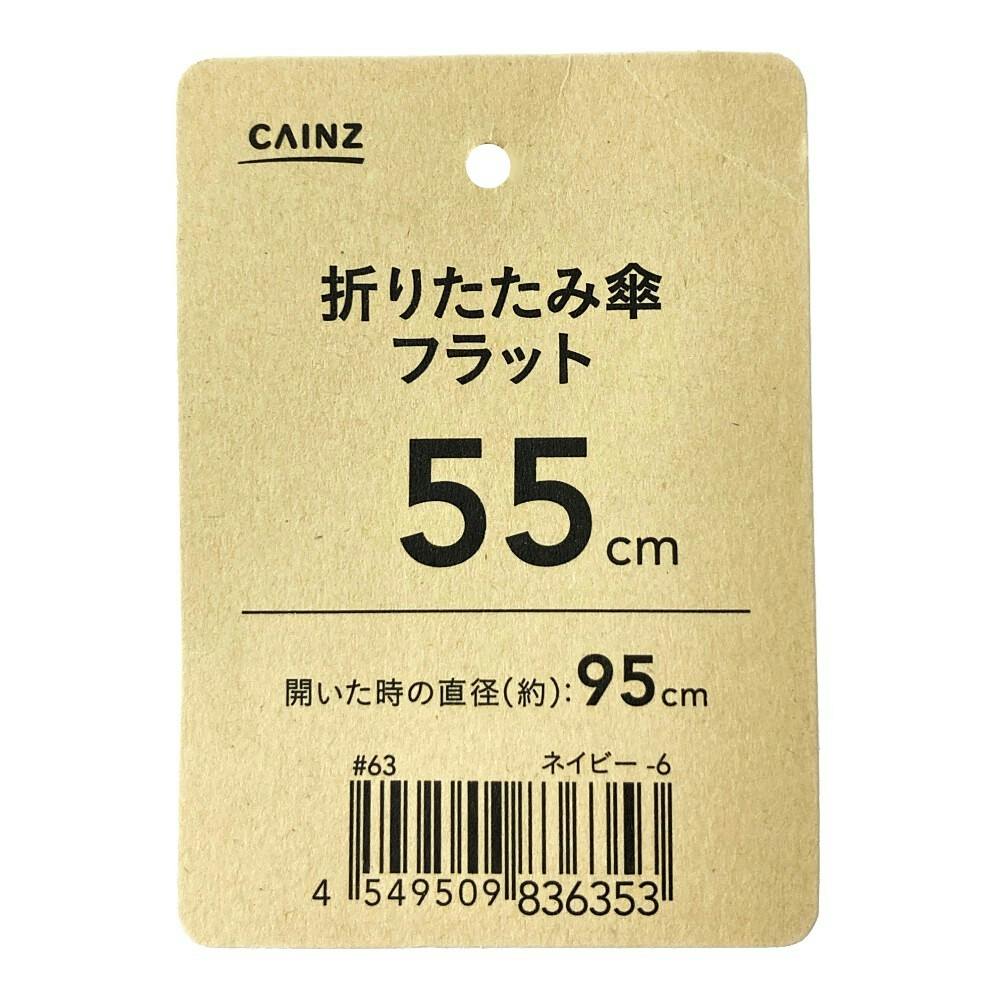 CAINZ
折りたたみ傘
フラット
55cm
開いた時の直径(約):95cm
#63 ネイビー -6
4 549509 836353